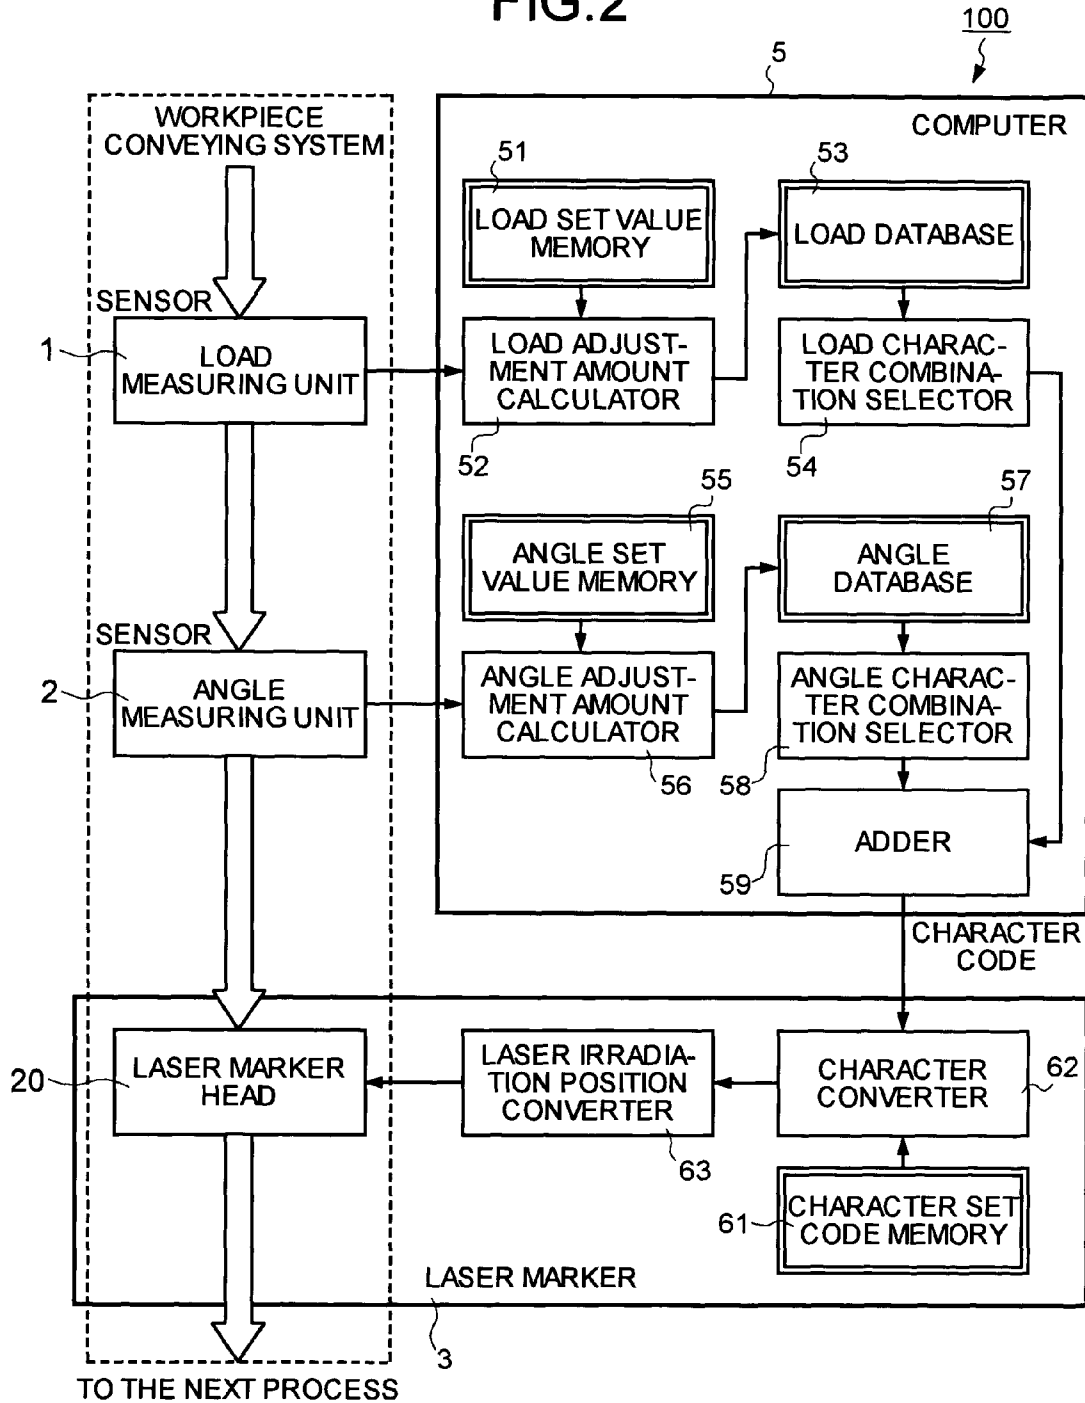 FIG.2
100
5
WORKPIECE
CONVEYING SYSTEM
COMPUTER
51
53
LOAD SET VALUE
MEMORY
LOAD DATABASE
SENSOR
1
LOAD
MEASURING UNIT
LOAD ADJUST-
MENT AMOUNT
CALCULATOR
LOAD CHARAC-
TER COMBINA-
TION SELECTOR
52
54
55
57
ANGLE SET
VALUE MEMORY
ANGLE
DATABASE
SENSOR
2
ANGLE
MEASURING UNIT
ANGLE ADJUST-
MENT AMOUNT
CALCULATOR
ANGLE CHARAC-
TER COMBINA-
TION SELECTOR
56
58
ADDER
59
CHARACTER
CODE
20
LASER MARKER
HEAD
LASER IRRADIA-
TION POSITION
CONVERTER
CHARACTER
CONVERTER
62
63
61
CHARACTER SET
CODE MEMORY
LASER MARKER
3
TO THE NEXT PROCESS